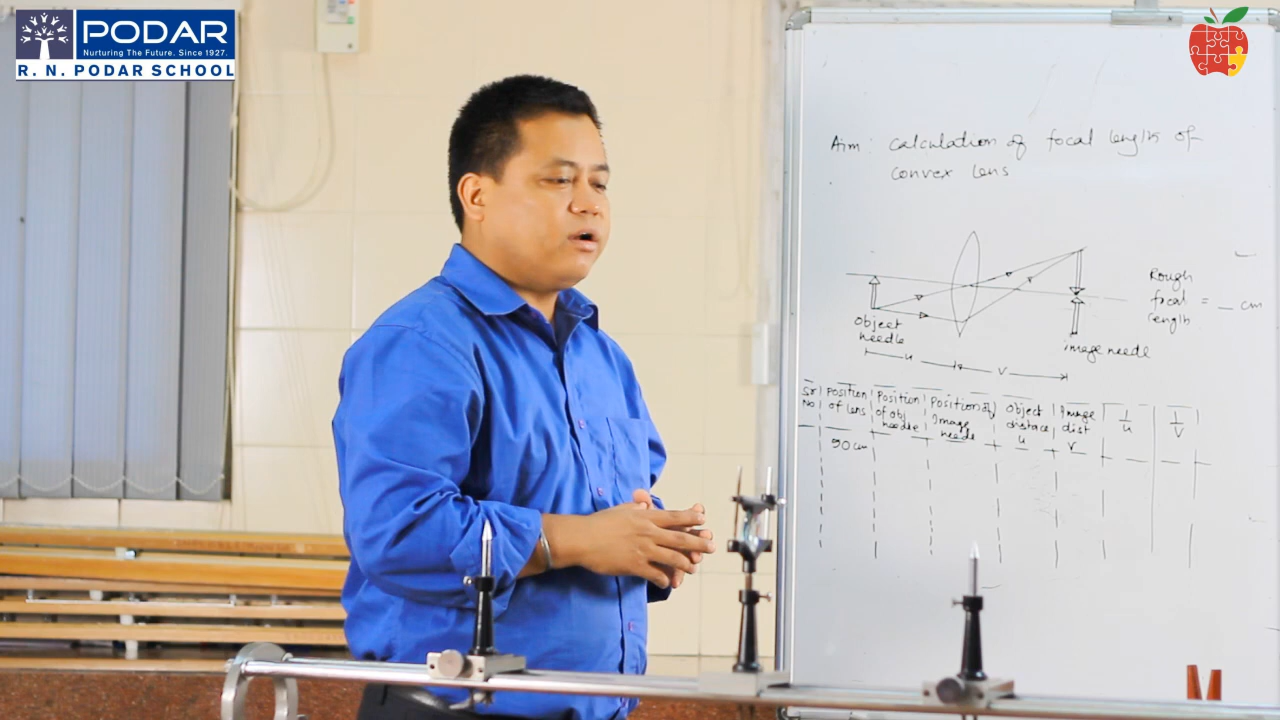 PODAR
Nurturing The Future. Since 1927.
R. N. PODAR SCHOOL
Aim : calculation of focal length of
convex lens
Rough
focal
length = — cm
Object
needle
image needle
u
v
Sr No | Position of lens | Position of obj needle | Position of Image needle | Object distace u | Image dist v | 1/u | 1/v
90 cm